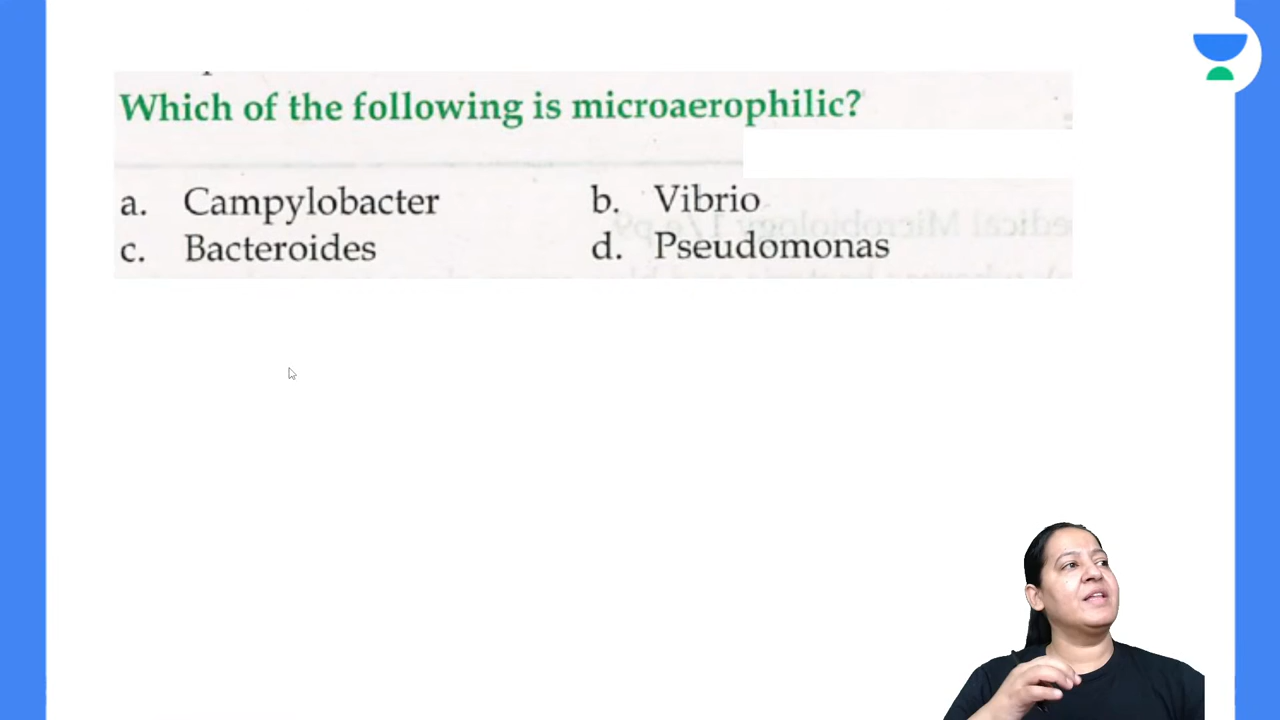 Which of the following is microaerophilic?
a. Campylobacter b. Vibrio
c. Bacteroides d. Pseudomonas